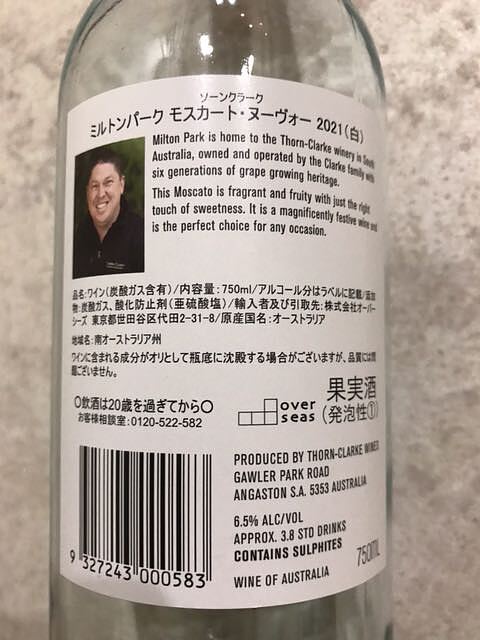 ソーンクラーク
ミルトンパーク モスカート・ヌーヴォー 2021(白)
Milton Park is home to the Thorn-Clarke winery in South
Australia, owned and operated by the Clarke family with
six generations of grape growing heritage.
This Moscato is fragrant and fruity with just the right
touch of sweetness. It is a magnificently festive wine and
is the perfect choice for any occasion.
品名:ワイン(炭酸ガス含有)/内容量:750ml/アルコール分はラベルに記載/添加
物:炭酸ガス、酸化防止剤(亜硫酸塩)/輸入者及び引取先:株式会社オーバー
シーズ 東京都世田谷区代田2-31-8/原産国名:オーストラリア
地域名:南オーストラリア州
ワインに含まれる成分がオリとして瓶底に沈殿する場合がございますが、品質には問
題ございません。
〇飲酒は20歳を過ぎてから〇
お客様相談室:0120-522-582
over
seas
果実酒
(発泡性①)
PRODUCED BY THORN-CLARKE WINES
GAWLER PARK ROAD
ANGASTON S.A. 5353 AUSTRALIA
6.5% ALC/VOL
APPROX. 3.8 STD DRINKS
CONTAINS SULPHITES
750mL
WINE OF AUSTRALIA
9 327243 000583